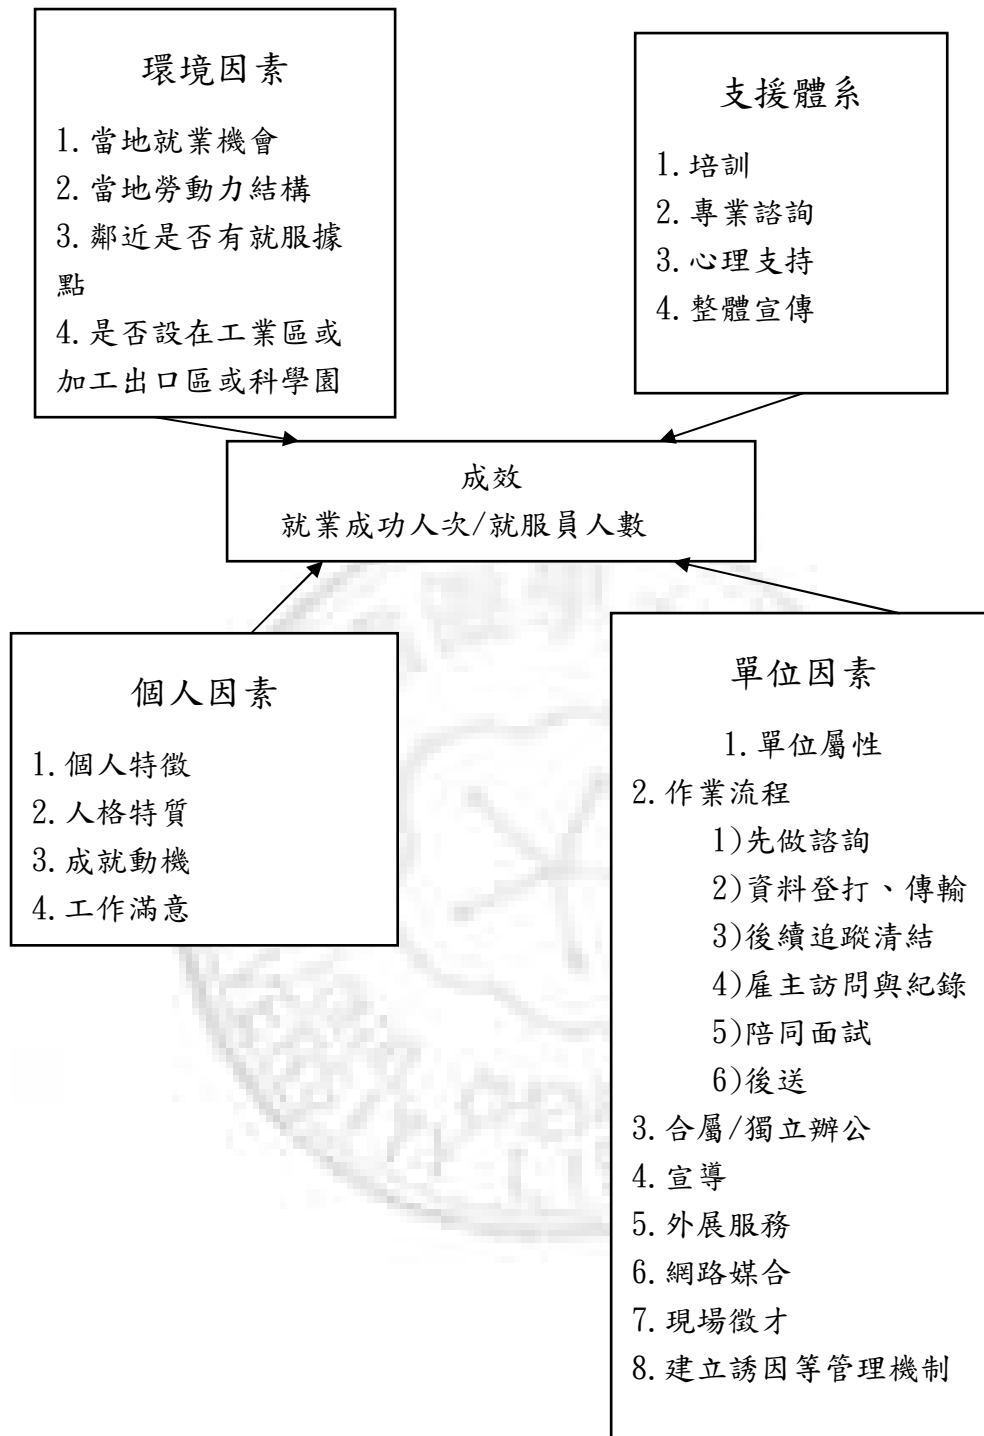 環境因素
1.當地就業機會
2.當地勞動力結構
3.鄰近是否有就服據
點
4.是否設在工業區或
加工出口區或科學園
支援體系
1.培訓
2.專業諮詢
3.心理支持
4.整體宣傳
成效
就業成功人次/就服員人數
個人因素
1.個人特徵
2.人格特質
3.成就動機
4.工作滿意
單位因素
1.單位屬性
2.作業流程
1)先做諮詢
2)資料登打、傳輸
3)後續追蹤清結
4)雇主訪問與紀錄
5)陪同面試
6)後送
3.合屬/獨立辦公
4.宣導
5.外展服務
6.網路媒合
7.現場徵才
8.建立誘因等管理機制